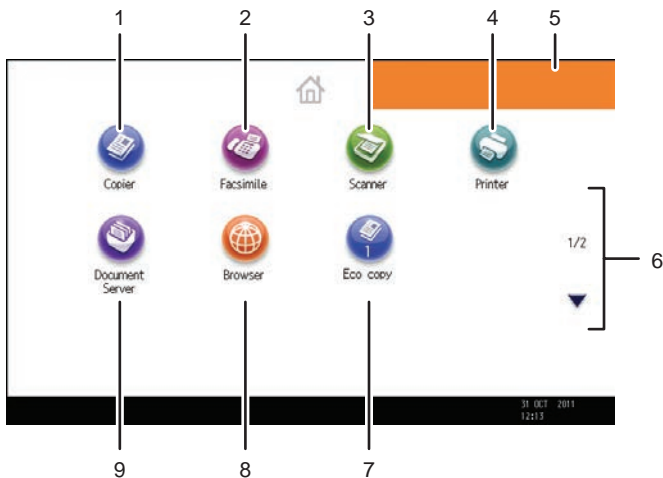 1 2 3 4 5
Copier Facsimile Scanner Printer
1/2
6
Document
Server
Browser
1
Eco copy
31 OCT 2011
12:13
9 8 7